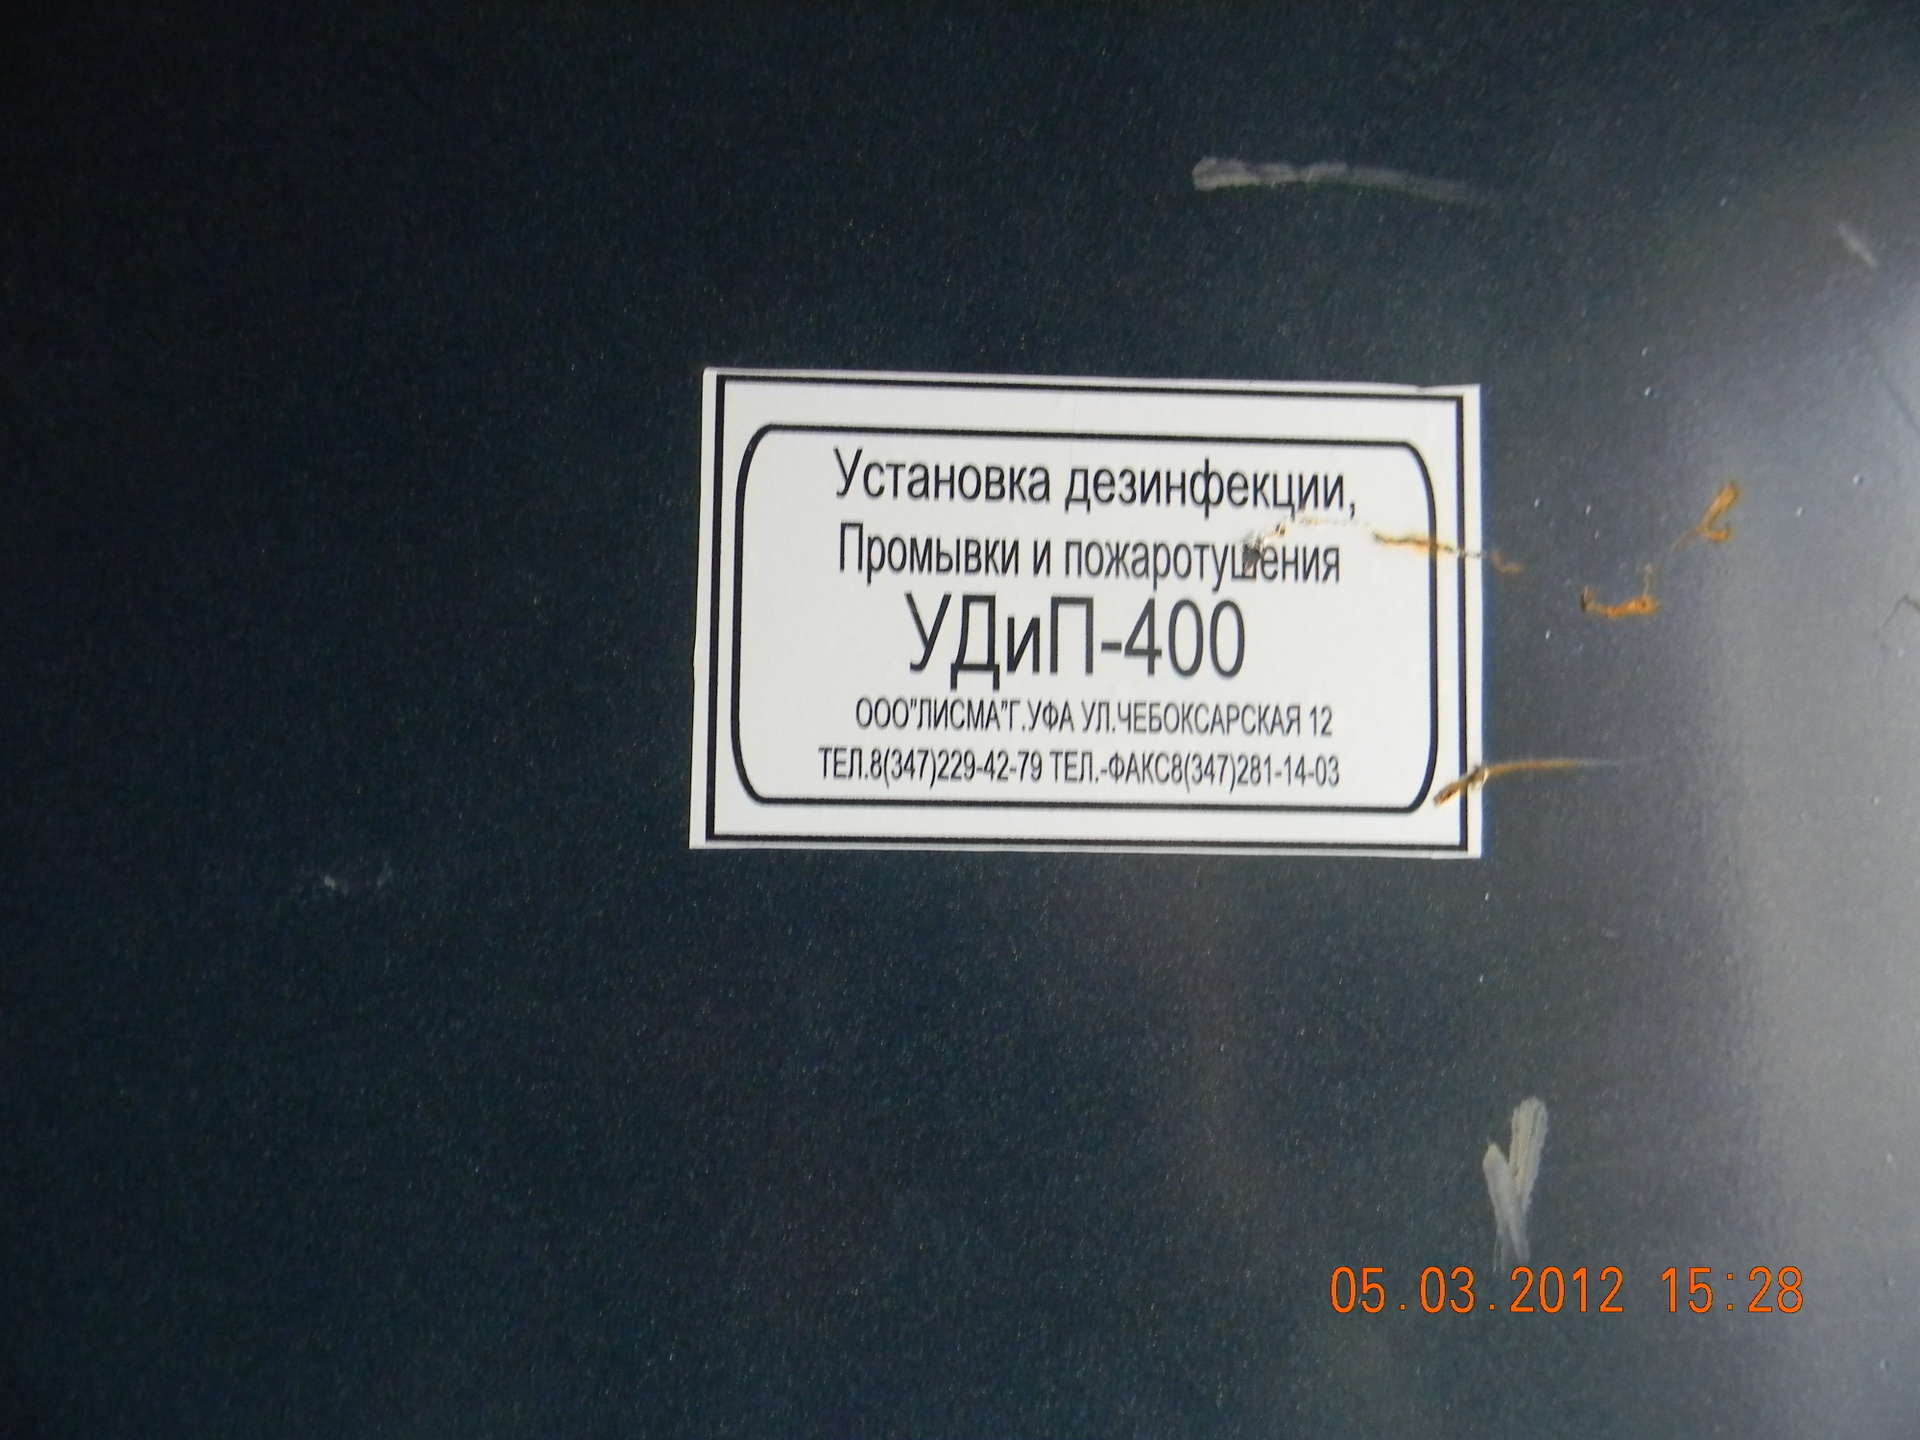 Установка дезинфекции,
Промывки и пожаротушения
УДиП-400
ООО"ЛИСМА"Г.УФА УЛ.ЧЕБОКСАРСКАЯ 12
ТЕЛ.8(347)229-42-79 ТЕЛ.-ФАКС8(347)281-14-03
05.03.2012 15:28